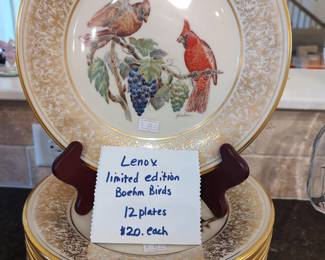 Lenox
limited edition
Boehm Birds
12 plates
$20. each